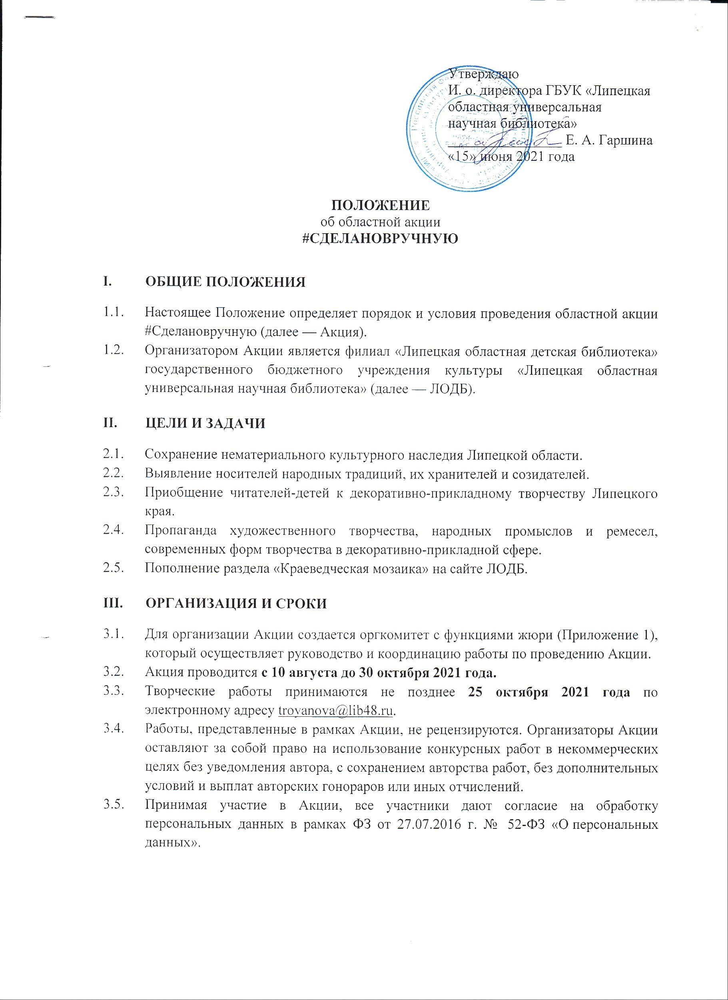 Утверждаю
И. о. директора ГБУК «Липецкая
областная универсальная
научная библиотека»
Е. А. Гаршина
«15» июня 2021 года
ПОЛОЖЕНИЕ
об областной акции
#СДЕЛАНОВРУЧНУЮ
I. ОБЩИЕ ПОЛОЖЕНИЯ
1.1. Настоящее Положение определяет порядок и условия проведения областной акции
#Сделановручную (далее — Акция).
1.2. Организатором Акции является филиал «Липецкая областная детская библиотека»
государственного бюджетного учреждения культуры «Липецкая областная
универсальная научная библиотека» (далее — ЛОДБ).
II. ЦЕЛИ И ЗАДАЧИ
2.1. Сохранение нематериального культурного наследия Липецкой области.
2.2. Выявление носителей народных традиций, их хранителей и созидателей.
2.3. Приобщение читателей-детей к декоративно-прикладному творчеству Липецкого
края.
2.4. Пропаганда художественного творчества, народных промыслов и ремесел,
современных форм творчества в декоративно-прикладной сфере.
2.5. Пополнение раздела «Краеведческая мозаика» на сайте ЛОДБ.
III. ОРГАНИЗАЦИЯ И СРОКИ
3.1. Для организации Акции создается оргкомитет с функциями жюри (Приложение 1),
который осуществляет руководство и координацию работы по проведению Акции.
3.2. Акция проводится с 10 августа до 30 октября 2021 года.
3.3. Творческие работы принимаются не позднее 25 октября 2021 года по
электронному адресу troyanova@lib48.ru.
3.4. Работы, представленные в рамках Акции, не рецензируются. Организаторы Акции
оставляют за собой право на использование конкурсных работ в некоммерческих
целях без уведомления автора, с сохранением авторства работ, без дополнительных
условий и выплат авторских гонораров или иных отчислений.
3.5. Принимая участие в Акции, все участники дают согласие на обработку
персональных данных в рамках ФЗ от 27.07.2016 г. № 52-ФЗ «О персональных
данных».